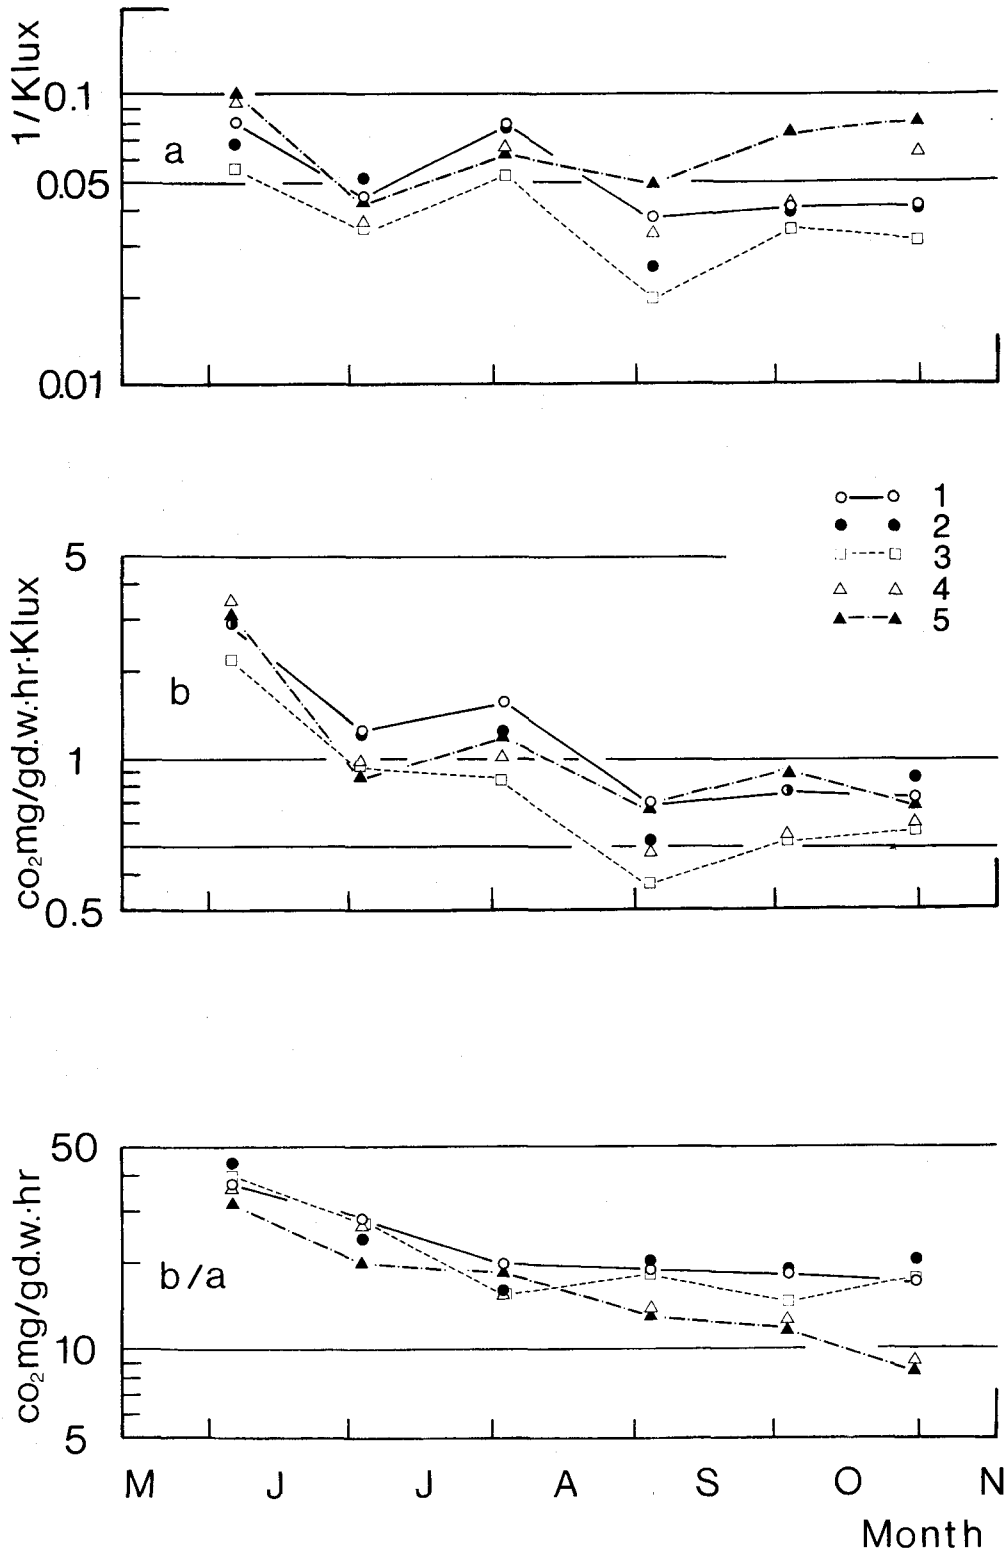 1/Klux
0.1
a
0.05
0.01
1
2
3
4
5
co₂mg/gd.w.·hr·Klux
5
b
1
0.5
co₂mg/gd.w.·hr
50
b/a
10
5
M J J A S O N
Month